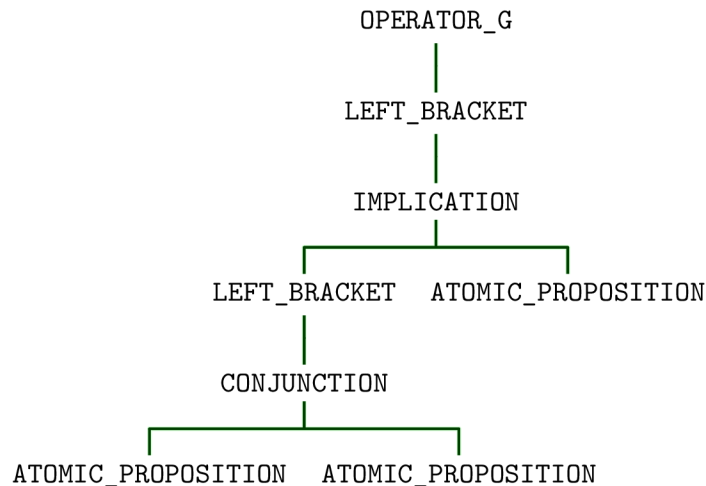 OPERATOR_G
LEFT_BRACKET
IMPLICATION
LEFT_BRACKET ATOMIC_PROPOSITION
CONJUNCTION
ATOMIC_PROPOSITION ATOMIC_PROPOSITION